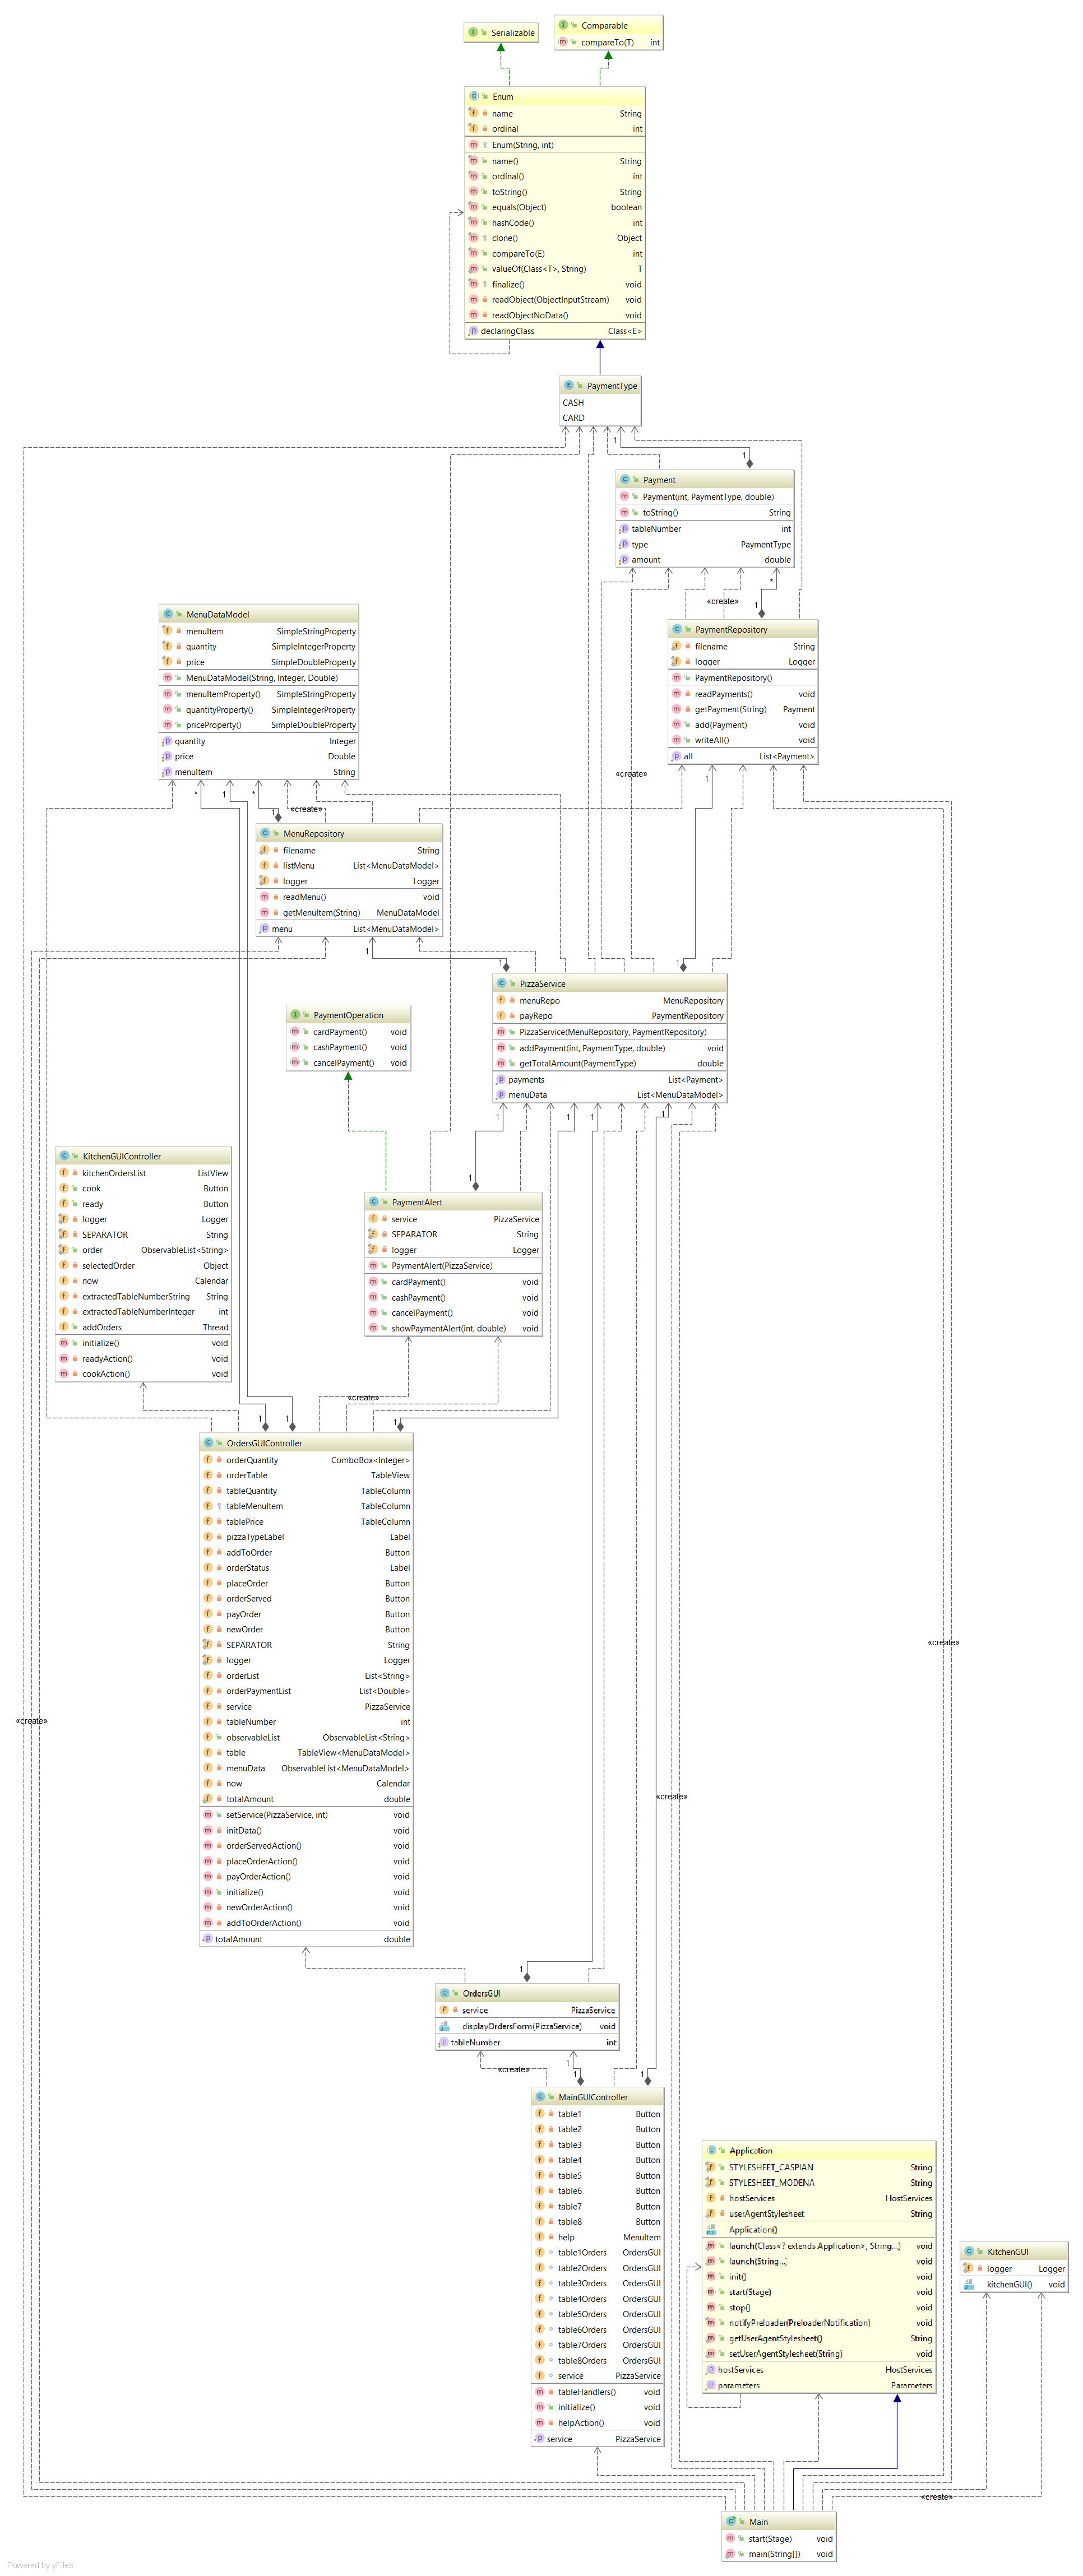 Serializable
Comparable
compareTo(T) int
Enum
name String
ordinal int
Enum(String, int)
name() String
ordinal() int
toString() String
equals(Object) boolean
hashCode() int
clone() Object
compareTo(E) int
valueOf(Class<T>, String) T
finalize() void
readObject(ObjectInputStream) void
readObjectNoData() void
declaringClass Class<E>
PaymentType
CASH
CARD
1
1
Payment
Payment(int, PaymentType, double)
toString() String
tableNumber int
type PaymentType
amount double
*
«create»
1
PaymentRepository
filename String
logger Logger
PaymentRepository()
readPayments() void
getPayment(String) Payment
add(Payment) void
writeAll() void
all List<Payment>
MenuDataModel
menuItem SimpleStringProperty
quantity SimpleIntegerProperty
price SimpleDoubleProperty
MenuDataModel(String, Integer, Double)
menuItemProperty() SimpleStringProperty
quantityProperty() SimpleIntegerProperty
priceProperty() SimpleDoubleProperty
quantity Integer
price Double
menuItem String
«create»
1
* 1 *
1 «create»
MenuRepository
filename String
listMenu List<MenuDataModel>
logger Logger
readMenu() void
getMenuItem(String) MenuDataModel
menu List<MenuDataModel>
1 1 1
PizzaService
menuRepo MenuRepository
payRepo PaymentRepository
PizzaService(MenuRepository, PaymentRepository)
addPayment(int, PaymentType, double) void
getTotalAmount(PaymentType) double
payments List<Payment>
menuData List<MenuDataModel>
PaymentOperation
cardPayment() void
cashPayment() void
cancelPayment() void
1 1 1 1
KitchenGUIController
kitchenOrdersList ListView
cook Button
ready Button
logger Logger
SEPARATOR String
order ObservableList<String>
selectedOrder Object
now Calendar
extractedTableNumberString String
extractedTableNumberInteger int
addOrders Thread
initialize() void
readyAction() void
cookAction() void
1
PaymentAlert
service PizzaService
SEPARATOR String
logger Logger
PaymentAlert(PizzaService)
cardPayment() void
cashPayment() void
cancelPayment() void
showPaymentAlert(int, double) void
«create»
1 1 1
OrdersGUIController
orderQuantity ComboBox<Integer>
orderTable TableView
tableQuantity TableColumn
tableMenuItem TableColumn
tablePrice TableColumn
pizzaTypeLabel Label
addToOrder Button
orderStatus Label
placeOrder Button
orderServed Button
payOrder Button
newOrder Button
SEPARATOR String
logger Logger
orderList List<String>
orderPaymentList List<Double>
service PizzaService
tableNumber int
observableList ObservableList<String>
table TableView<MenuDataModel>
menuData ObservableList<MenuDataModel>
now Calendar
totalAmount double
setService(PizzaService, int) void
initData() void
orderServedAction() void
placeOrderAction() void
payOrderAction() void
initialize() void
newOrderAction() void
addToOrderAction() void
totalAmount double
«create»
«create»
«create»
1
OrdersGUI
service PizzaService
displayOrdersForm(PizzaService) void
tableNumber int
1
«create» 1 1
MainGUIController
table1 Button
table2 Button
table3 Button
table4 Button
table5 Button
table6 Button
table7 Button
table8 Button
help MenuItem
table1Orders OrdersGUI
table2Orders OrdersGUI
table3Orders OrdersGUI
table4Orders OrdersGUI
table5Orders OrdersGUI
table6Orders OrdersGUI
table7Orders OrdersGUI
table8Orders OrdersGUI
service PizzaService
tableHandlers() void
initialize() void
helpAction() void
service PizzaService
Application
STYLESHEET_CASPIAN String
STYLESHEET_MODENA String
hostServices HostServices
userAgentStylesheet String
Application()
launch(Class<? extends Application>, String...) void
launch(String...) void
init() void
start(Stage) void
stop() void
notifyPreloader(PreloaderNotification) void
getUserAgentStylesheet() String
setUserAgentStylesheet(String) void
hostServices HostServices
parameters Parameters
KitchenGUI
logger Logger
kitchenGUI() void
«create»
Main
start(Stage) void
main(String[]) void
Powered by yFiles